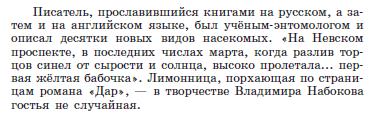 Писатель, прославившийся книгами на русском, а за-
тем и на английском языке, был учёным-энтомологом и
описал десятки новых видов насекомых. «На Невском
проспекте, в последних числах марта, когда разлив тор-
цов синел от сырости и солнца, высоко пролетала... пер-
вая жёлтая бабочка». Лимонница, порхающая по страни-
цам романа «Дар», — в творчестве Владимира Набокова
гостья не случайная.